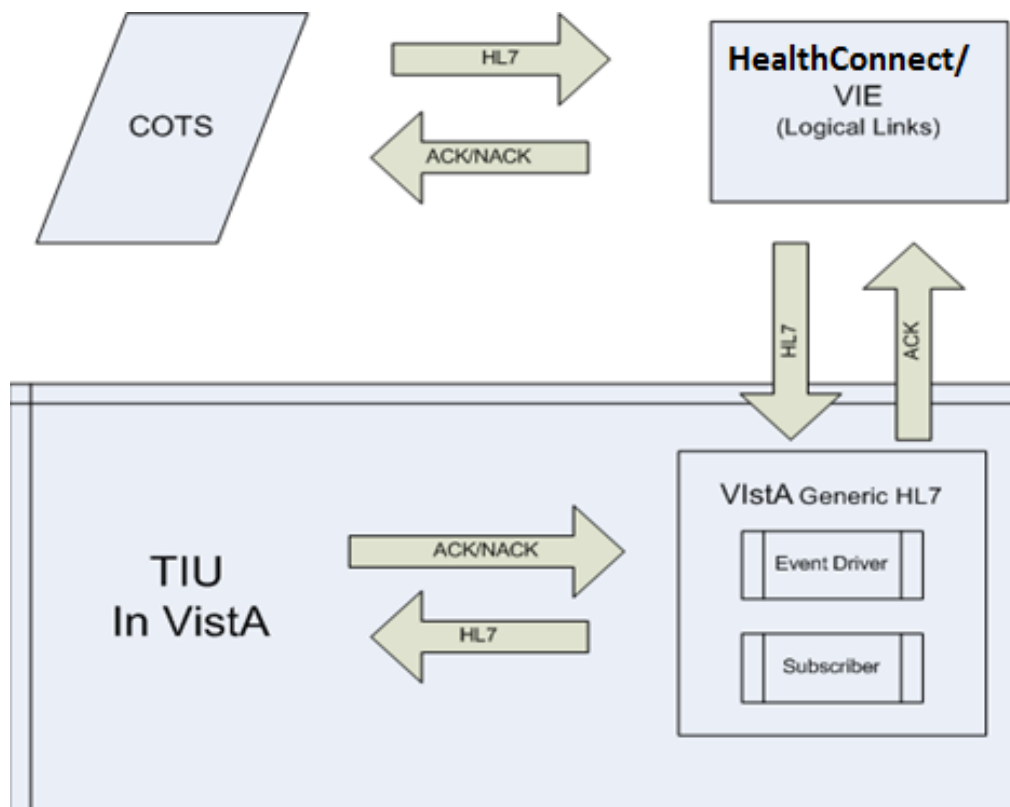 HL7
HealthConnect/
VIE
(Logical Links)
COTS
ACK/NACK
HL7
ACK
VIstA Generic HL7
Event Driver
Subscriber
TIU
In VistA
ACK/NACK
HL7